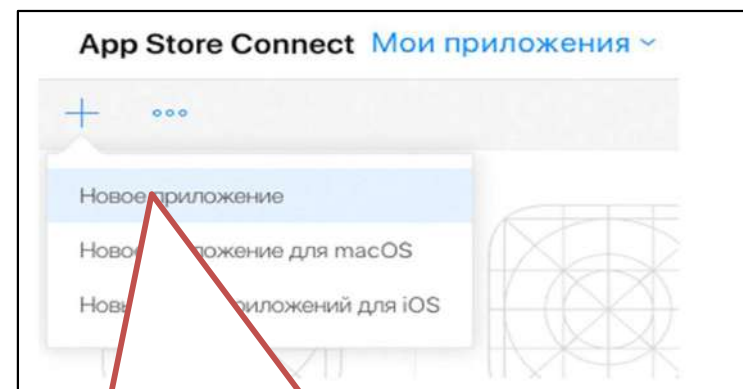 App Store Connect Мои приложения
Новое приложение
для macOS
для iOS